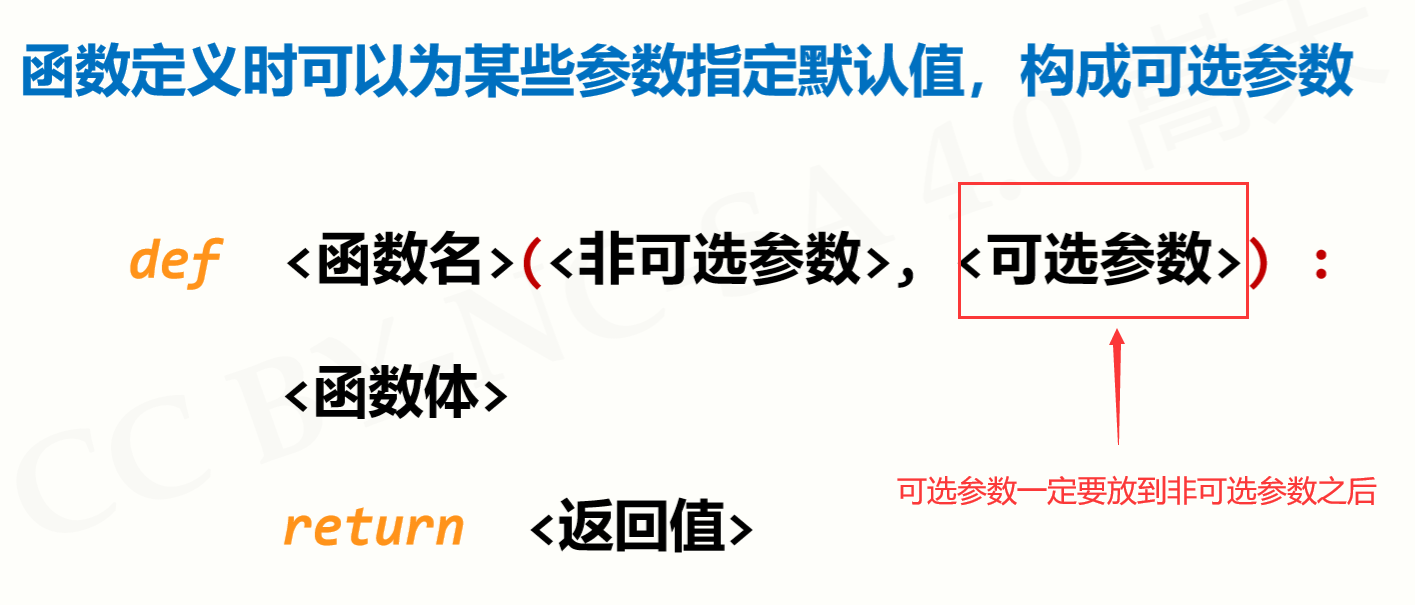 函数定义时可以为某些参数指定默认值，构成可选参数
def <函数名>(<非可选参数>, <可选参数>) :
<函数体>
可选参数一定要放到非可选参数之后
return <返回值>
CC BY-NC-SA 4.0 嵩天